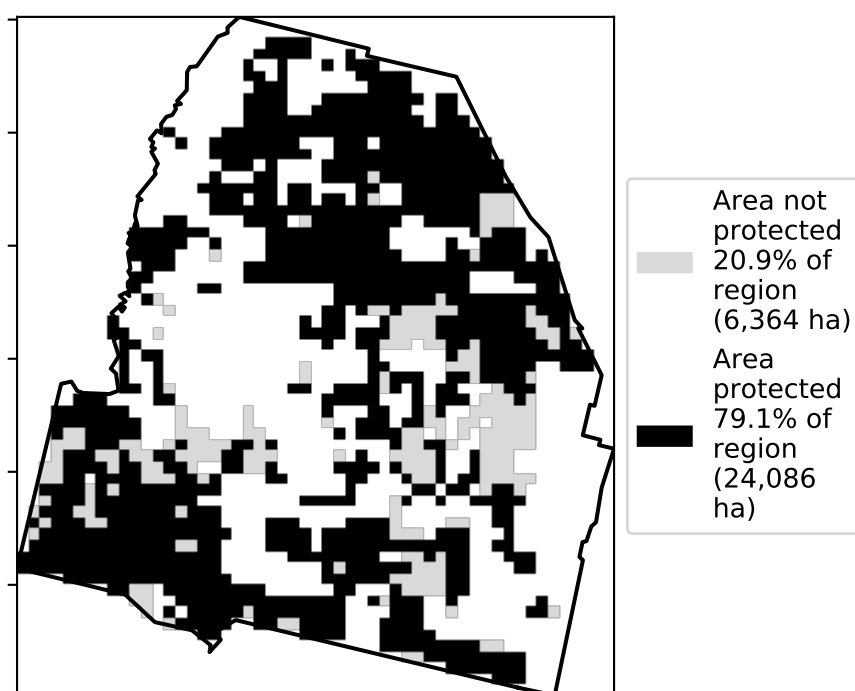 Area not
protected
20.9% of
region
(6,364 ha)
Area
protected
79.1% of
region
(24,086
ha)